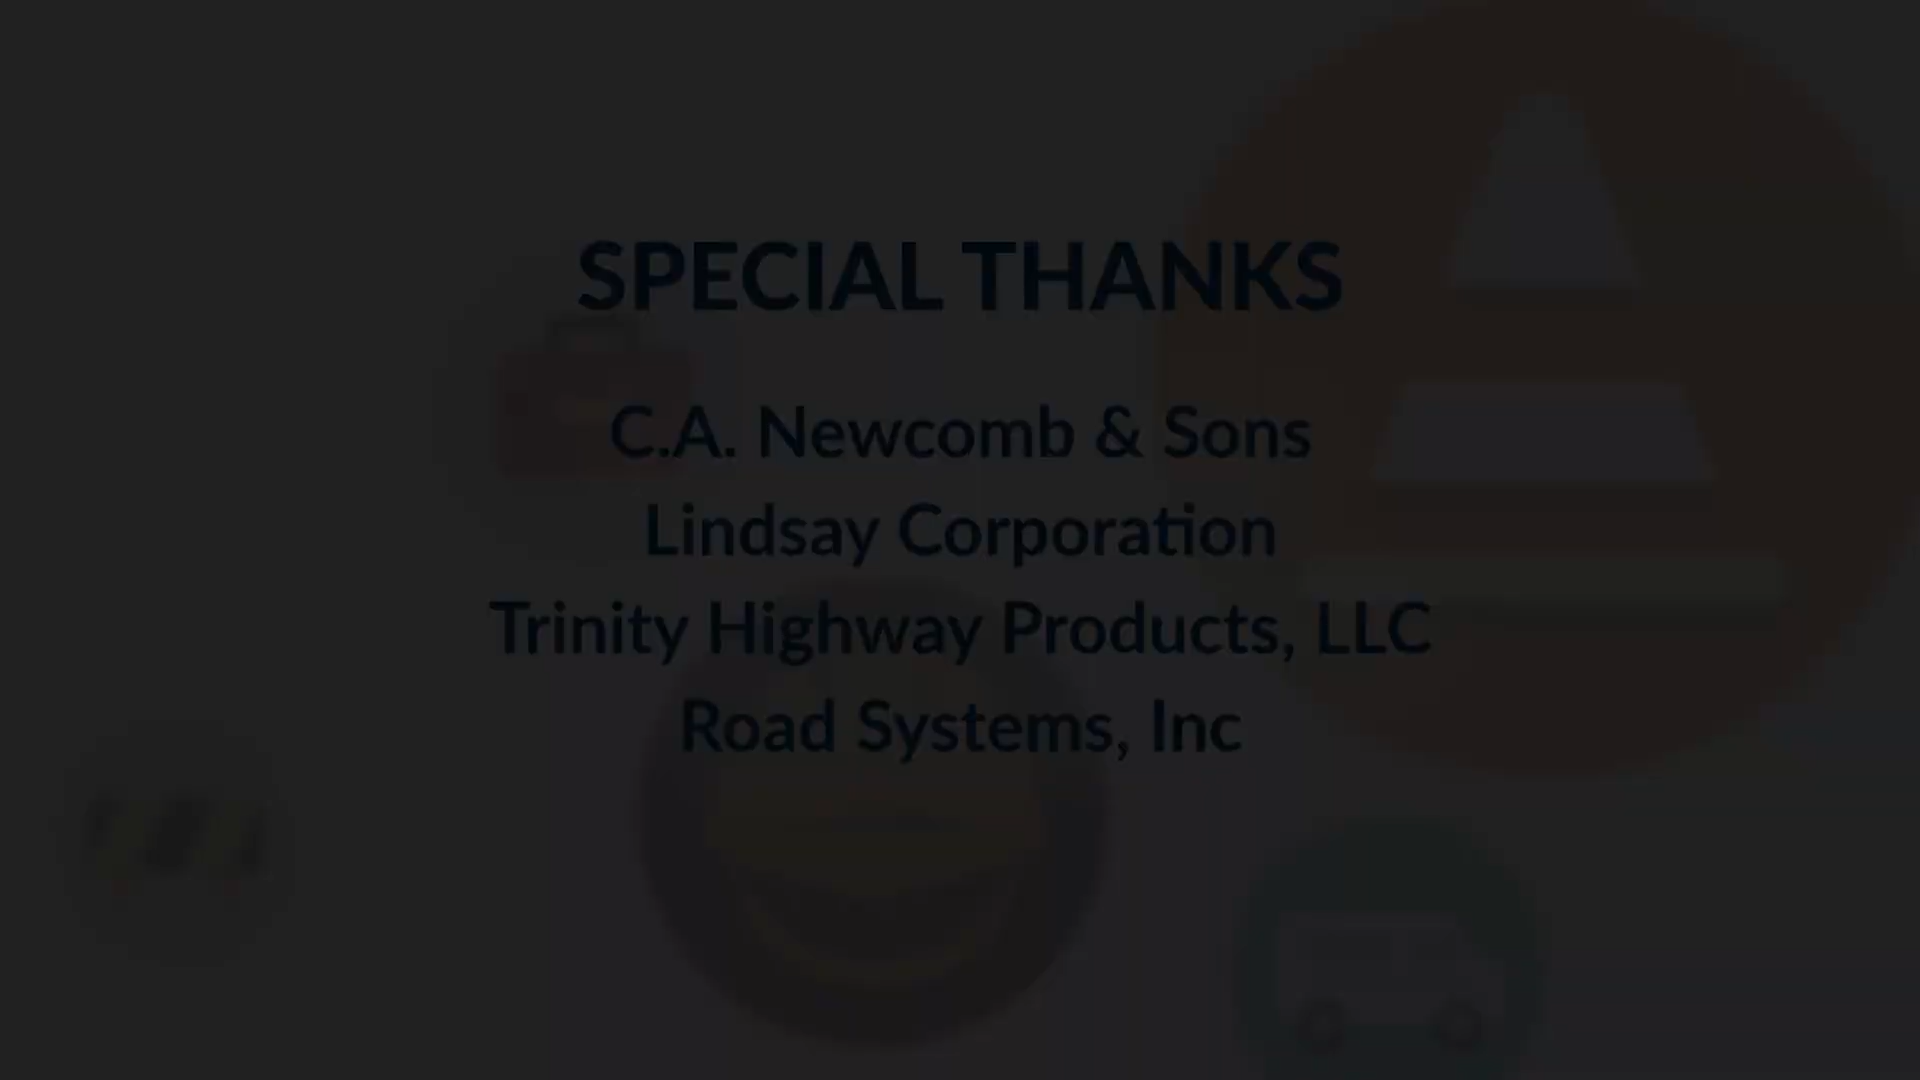 SPECIAL THANKS
C.A. Newcomb & Sons
Lindsay Corporation
Trinity Highway Products, LLC
Road Systems, Inc